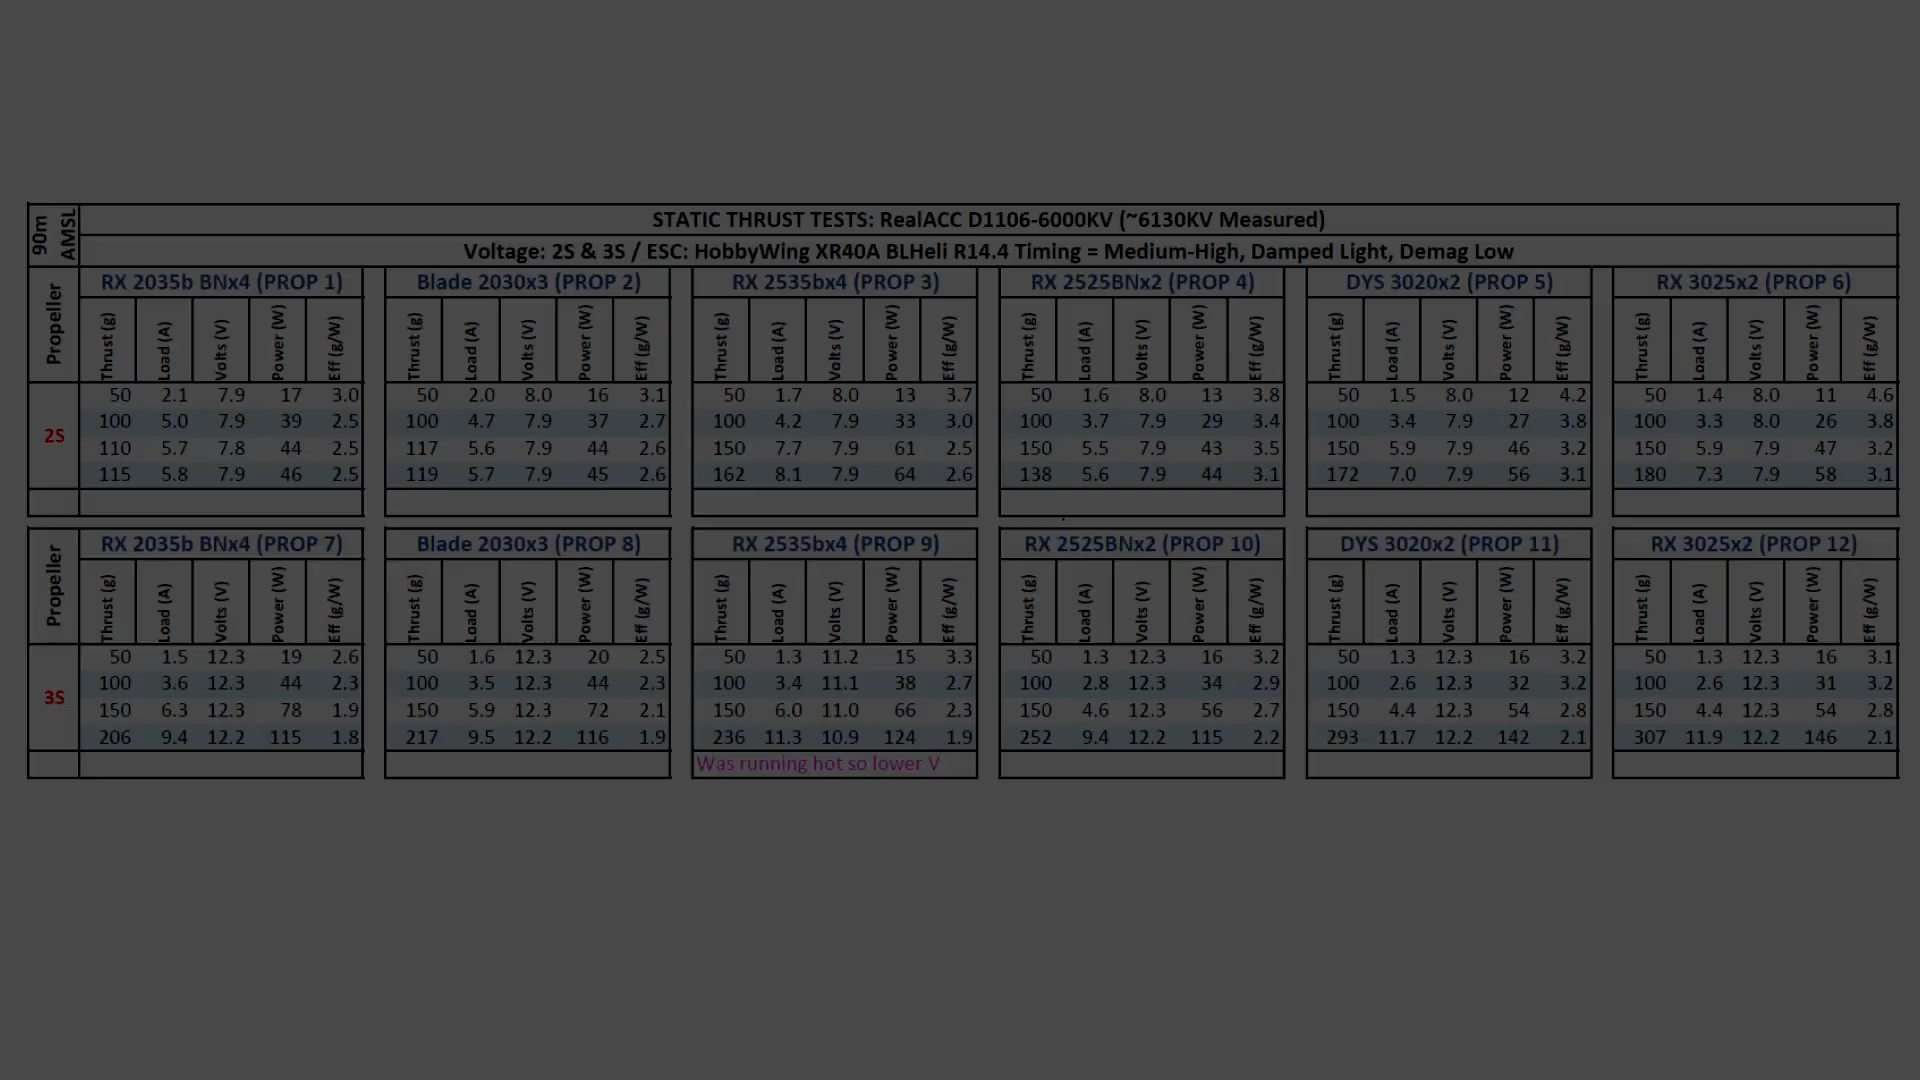 90m AMSL
STATIC THRUST TESTS: RealACC D1106-6000KV (~6130KV Measured)
Voltage: 2S & 3S / ESC: HobbyWing XR40A BLHeli R14.4 Timing = Medium-High, Damped Light, Demag Low
Propeller RX 2035b BNx4 (PROP 1) Blade 2030x3 (PROP 2) RX 2535bx4 (PROP 3) RX 2525BNx2 (PROP 4) DYS 3020x2 (PROP 5) RX 3025x2 (PROP 6)
Thrust (g) Load (A) Volts (V) Power (W) Eff (g/W) Thrust (g) Load (A) Volts (V) Power (W) Eff (g/W) Thrust (g) Load (A) Volts (V) Power (W) Eff (g/W) Thrust (g) Load (A) Volts (V) Power (W) Eff (g/W) Thrust (g) Load (A) Volts (V) Power (W) Eff (g/W) Thrust (g) Load (A) Volts (V) Power (W) Eff (g/W)
50 2.1 7.9 17 3.0 50 2.0 8.0 16 3.1 50 1.7 8.0 13 3.7 50 1.6 8.0 13 3.8 50 1.5 8.0 12 4.2 50 1.4 8.0 11 4.6
2S
100 5.0 7.9 39 2.5 100 4.7 7.9 37 2.7 100 4.2 7.9 33 3.0 100 3.7 7.9 29 3.4 100 3.4 7.9 27 3.8 100 3.3 8.0 26 3.8
110 5.7 7.8 44 2.5 117 5.6 7.9 44 2.6 150 7.7 7.9 61 2.5 150 5.5 7.9 43 3.5 150 5.9 7.9 46 3.2 150 5.9 7.9 47 3.2
115 5.8 7.9 46 2.5 119 5.7 7.9 45 2.6 162 8.1 7.9 64 2.6 138 5.6 7.9 44 3.1 172 7.0 7.9 56 3.1 180 7.3 7.9 58 3.1
Propeller RX 2035b BNx4 (PROP 7) Blade 2030x3 (PROP 8) RX 2535bx4 (PROP 9) RX 2525BNx2 (PROP 10) DYS 3020x2 (PROP 11) RX 3025x2 (PROP 12)
Thrust (g) Load (A) Volts (V) Power (W) Eff (g/W) Thrust (g) Load (A) Volts (V) Power (W) Eff (g/W) Thrust (g) Load (A) Volts (V) Power (W) Eff (g/W) Thrust (g) Load (A) Volts (V) Power (W) Eff (g/W) Thrust (g) Load (A) Volts (V) Power (W) Eff (g/W) Thrust (g) Load (A) Volts (V) Power (W) Eff (g/W)
50 1.5 12.3 19 2.6 50 1.6 12.3 20 2.5 50 1.3 11.2 15 3.3 50 1.3 12.3 16 3.2 50 1.3 12.3 16 3.2 50 1.3 12.3 16 3.1
3S
100 3.6 12.3 44 2.3 100 3.5 12.3 44 2.3 100 3.4 11.1 38 2.7 100 2.8 12.3 34 2.9 100 2.6 12.3 32 3.2 100 2.6 12.3 31 3.2
150 6.3 12.3 78 1.9 150 5.9 12.3 72 2.1 150 6.0 11.0 66 2.3 150 4.6 12.3 56 2.7 150 4.4 12.3 54 2.8 150 4.4 12.3 54 2.8
206 9.4 12.2 115 1.8 217 9.5 12.2 116 1.9 236 11.3 10.9 124 1.9 252 9.4 12.2 115 2.2 293 11.7 12.2 142 2.1 307 11.9 12.2 146 2.1
Was running hot so lower V